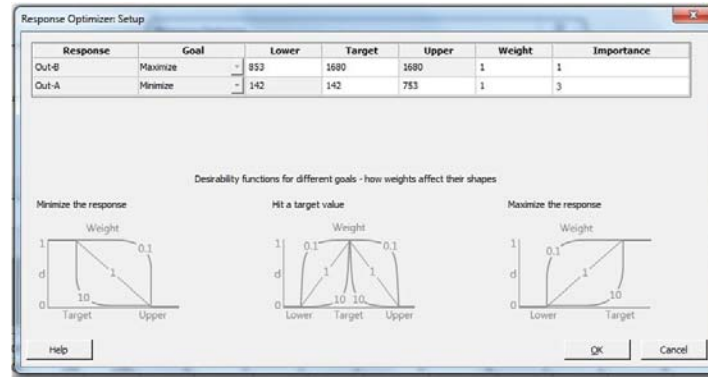 Response Optimizer: Setup
Response Goal Lower Target Upper Weight Importance
Out-B Maximize 853 1680 1680 1 1
Out-A Minimize 142 142 753 1 3
Desirability functions for different goals - how weights affect their shapes
Minimize the response Hit a target value Maximize the response
Weight Weight Weight
1 0.1 1 0.1 0.1 1 0.1
d 1 d 1 1 d 1
10 10 10 10
0 0 0
Target Upper Lower Target Upper Lower Target
Help OK Cancel